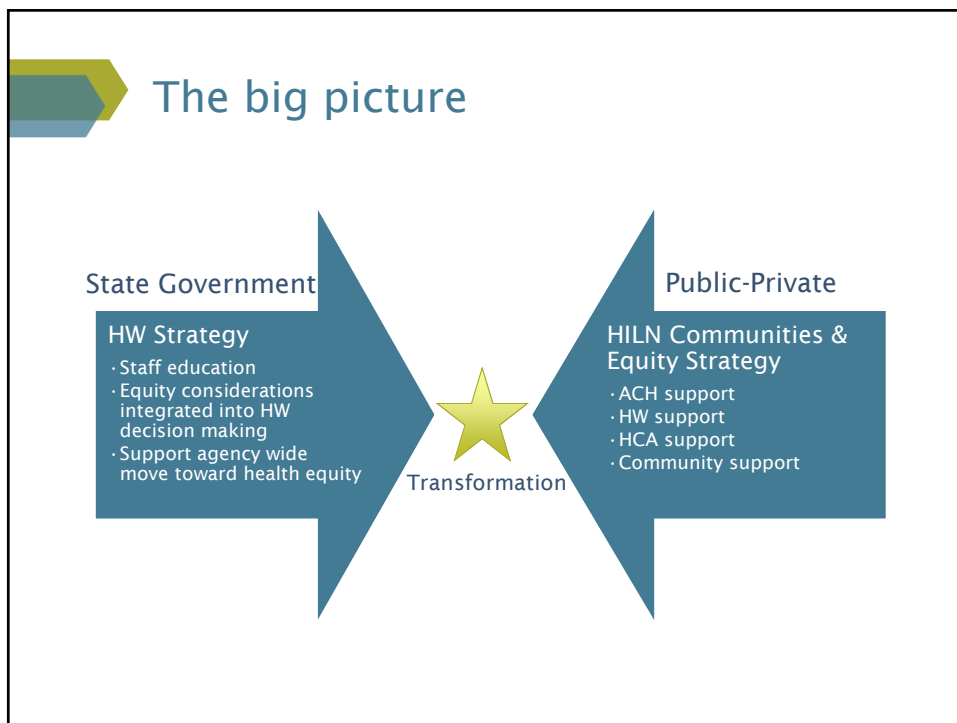 The big picture
State Government
HW Strategy
· Staff education
· Equity considerations
integrated into HW
decision making
· Support agency wide
move toward health equity
Transformation
Public-Private
HILN Communities &
Equity Strategy
· ACH support
· HW support
· HCA support
· Community support